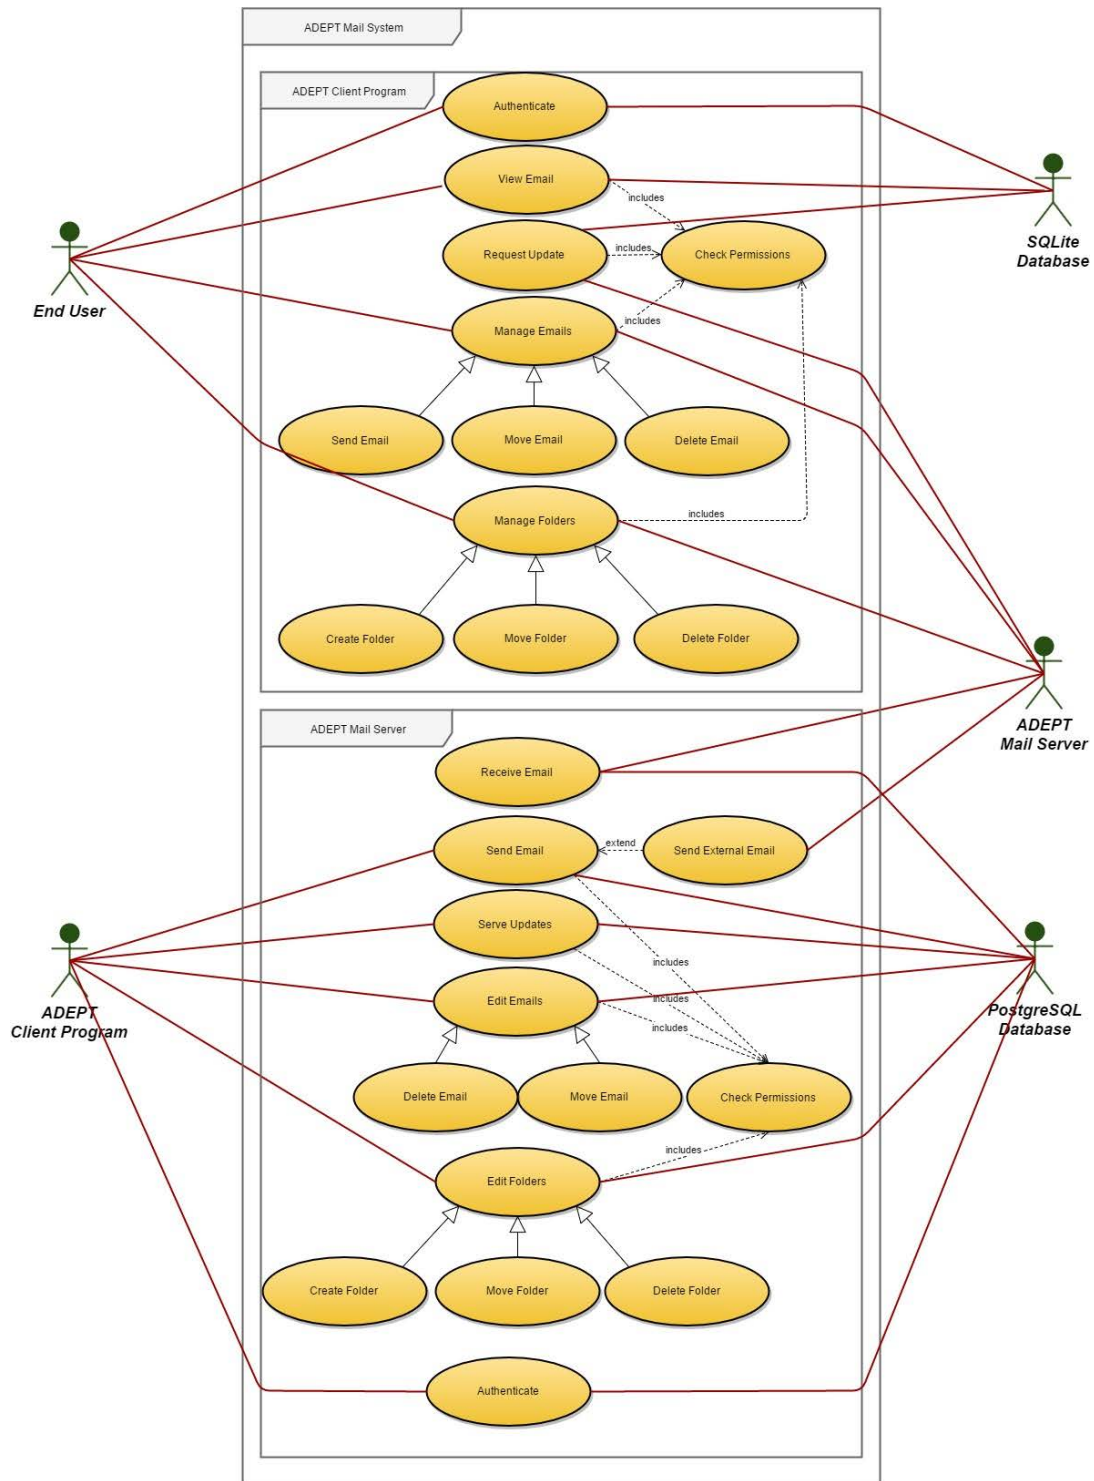 ADEPT Mail System
ADEPT Client Program
Authenticate
View Email
includes
Request Update
includes
Check Permissions
SQLite
Database
End User
Manage Emails
includes
Send Email
Move Email
Delete Email
Manage Folders
includes
Create Folder
Move Folder
Delete Folder
ADEPT
Mail Server
ADEPT Mail Server
Receive Email
Send Email
extend
Send External Email
Serve Updates
includes
Edit Emails
includes
includes
ADEPT
Client Program
PostgreSQL
Database
Delete Email
Move Email
Check Permissions
Edit Folders
includes
Create Folder
Move Folder
Delete Folder
Authenticate